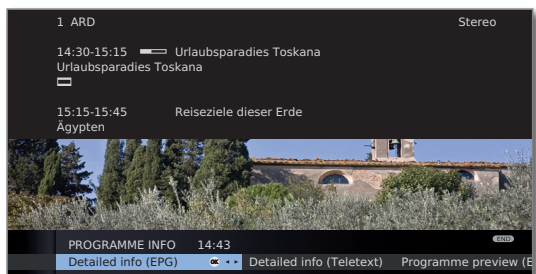 1 ARD Stereo
14:30-15:15 Urlaubsparadies Toskana
Urlaubsparadies Toskana
15:15-15:45 Reiseziele dieser Erde
Ägypten
END
PROGRAMME INFO 14:43
Detailed info (EPG) OK Detailed info (Teletext) Programme preview (E